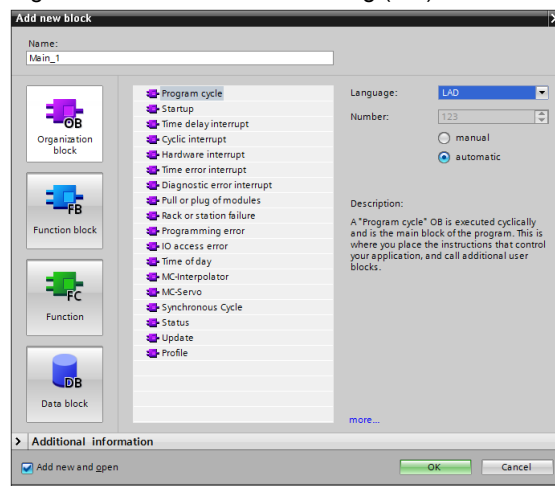 Add new block
Name:
Main_1
OB
Organization
block
FB
Function block
FC
Function
DB
Data block
Program cycle
Startup
Time delay interrupt
Cyclic interrupt
Hardware interrupt
Time error interrupt
Diagnostic error interrupt
Pull or plug of modules
Rack or station failure
Programming error
IO access error
Time of day
MC-Interpolator
MC-Servo
Synchronous Cycle
Status
Update
Profile
Language:
LAD
Number:
123
manual
automatic
Description:
A "Program cycle" OB is executed cyclically
and is the main block of the program. This is
where you place the instructions that control
your application, and call additional user
blocks.
more...
Additional information
Add new and open
OK
Cancel